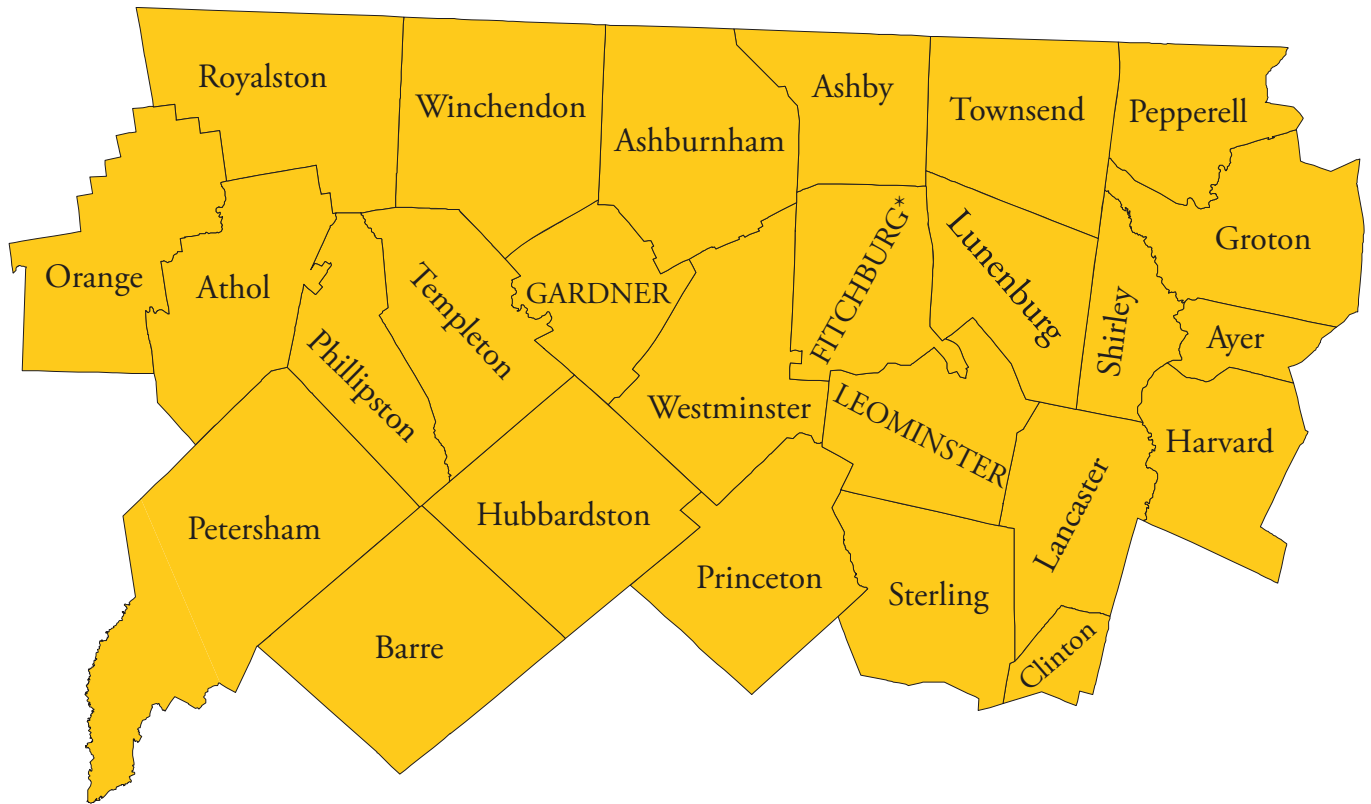 Royalston
Winchendon
Ashburnham
Ashby
Townsend
Pepperell
Orange
Athol
Phillipston
Templeton
GARDNER
Westminster
FITCHBURG*
Lunenburg
Shirley
Groton
Ayer
Harvard
LEOMINSTER
Lancaster
Petersham
Hubbardston
Barre
Princeton
Sterling
Clinton